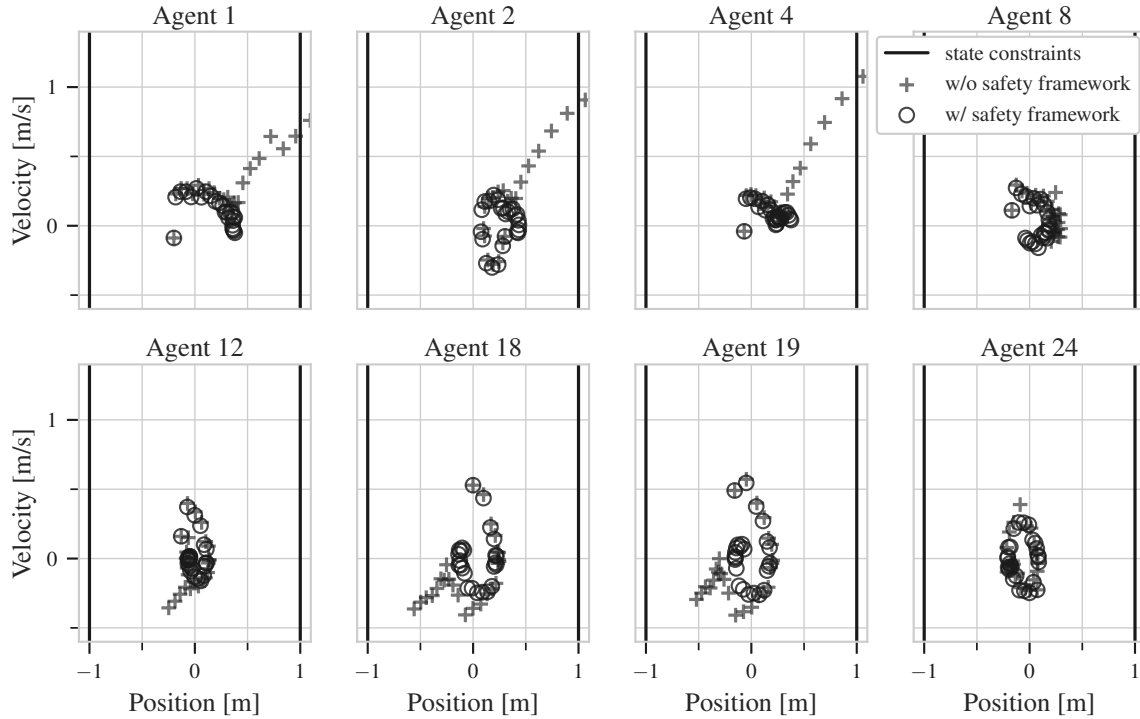 Agent 1
Agent 2
Agent 4
Agent 8
state constraints
w/o safety framework
w/ safety framework
Velocity [m/s]
1
0
Agent 12
Agent 18
Agent 19
Agent 24
Velocity [m/s]
1
0
−1 0 1
−1 0 1
−1 0 1
−1 0 1
Position [m]
Position [m]
Position [m]
Position [m]